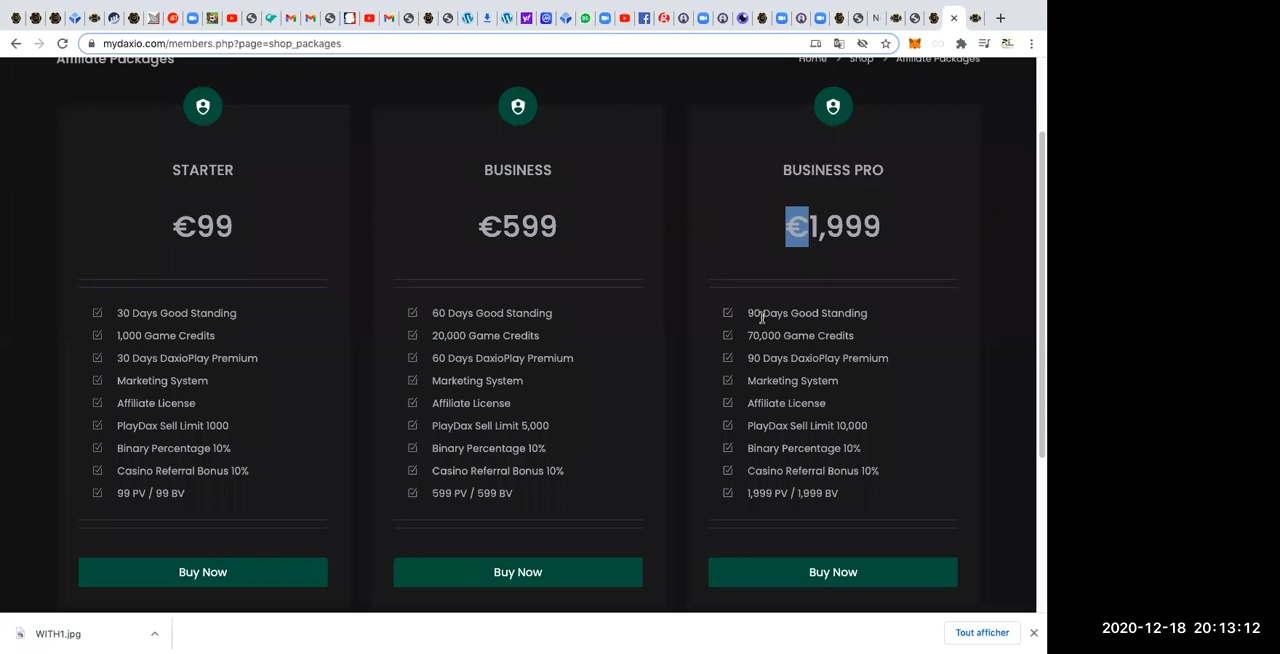 mydaxio.com/members.php?page=shop_packages
Affiliate Packages
Home > Shop > Affiliate Packages
STARTER
€99
30 Days Good Standing
1,000 Game Credits
30 Days DaxioPlay Premium
Marketing System
Affiliate License
PlayDax Sell Limit 1000
Binary Percentage 10%
Casino Referral Bonus 10%
99 PV / 99 BV
Buy Now
BUSINESS
€599
60 Days Good Standing
20,000 Game Credits
60 Days DaxioPlay Premium
Marketing System
Affiliate License
PlayDax Sell Limit 5,000
Binary Percentage 10%
Casino Referral Bonus 10%
599 PV / 599 BV
Buy Now
BUSINESS PRO
€1,999
90 Days Good Standing
70,000 Game Credits
90 Days DaxioPlay Premium
Marketing System
Affiliate License
PlayDax Sell Limit 10,000
Binary Percentage 10%
Casino Referral Bonus 10%
1,999 PV / 1,999 BV
Buy Now
WITH1.jpg
Tout afficher
2020-12-18 20:13:12